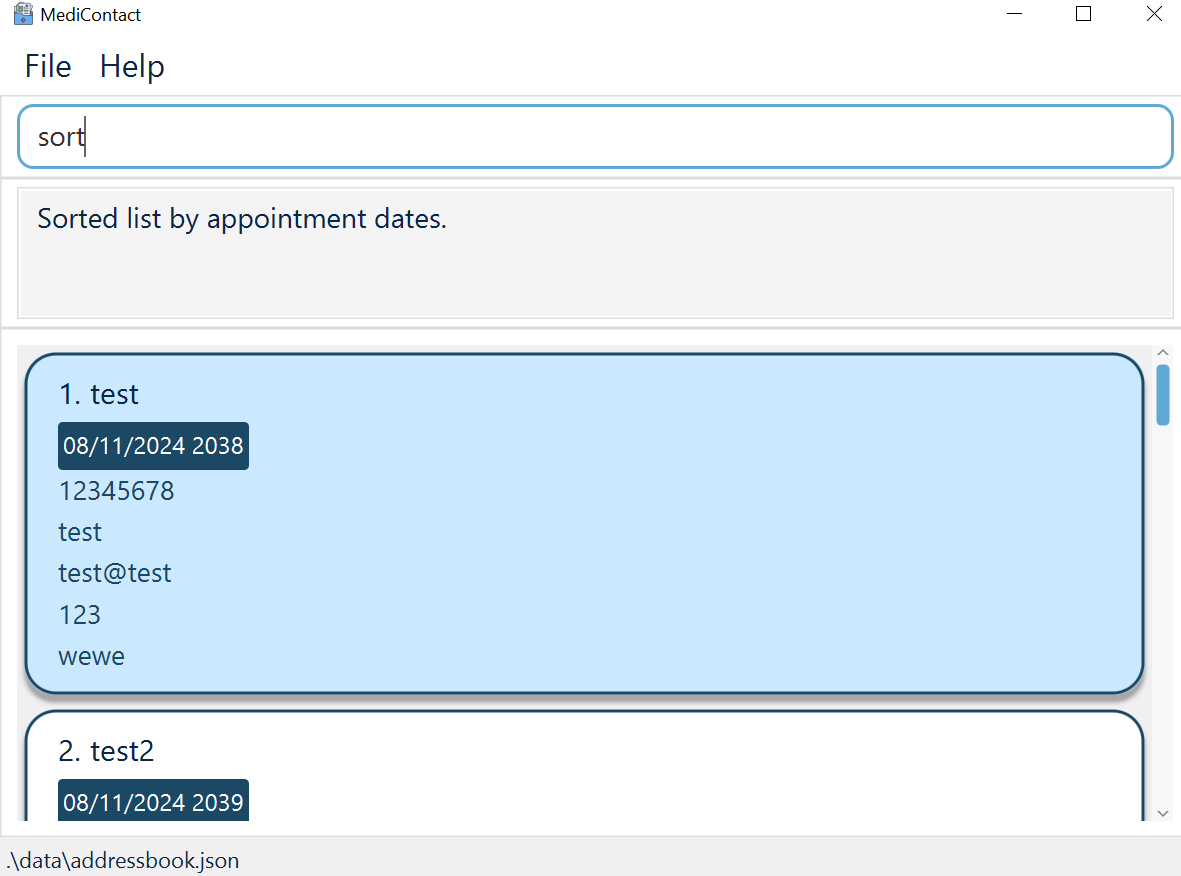 MediContact
File Help
sort
Sorted list by appointment dates.
1. test
08/11/2024 2038
12345678
test
test@test
123
wewe
2. test2
08/11/2024 2039
.\data\addressbook.json